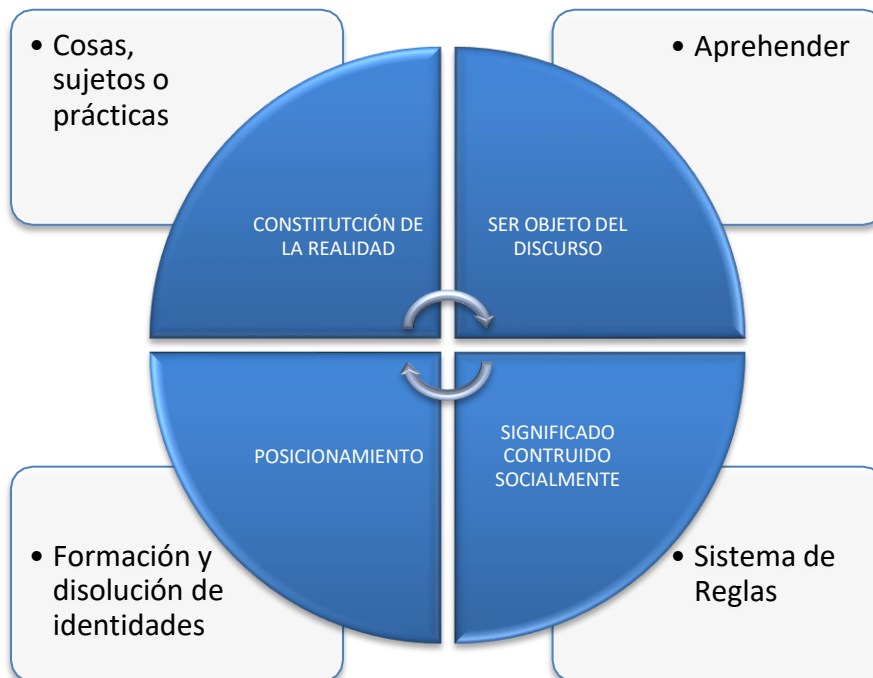 • Cosas,
sujetos o
prácticas
• Aprehender
CONSTITUTCIÓN DE
LA REALIDAD
SER OBJETO DEL
DISCURSO
POSICIONAMIENTO
SIGNIFICADO
CONTRUIDO
SOCIALMENTE
• Formación y
disolución de
identidades
• Sistema de
Reglas